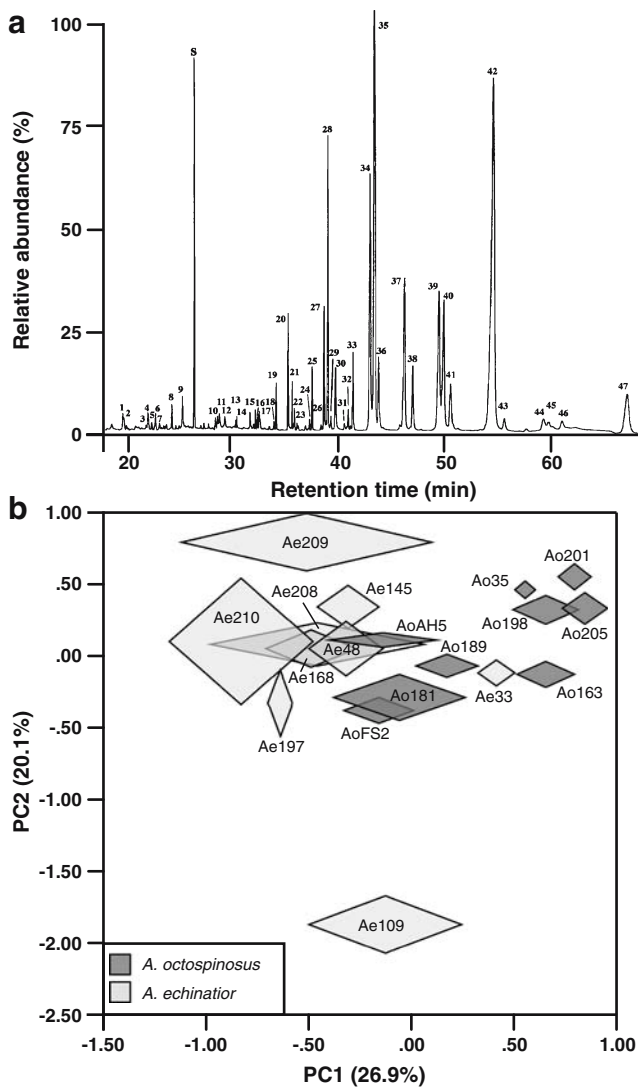 a
Relative abundance (%)
100
75
50
25
0
1
2
3
4
5
6
7
8
9
S
10
11
12
13
14
15
16
17
18
19
20
21
22
23
24
25
26
27
28
29
30
31
32
33
34
35
36
37
38
39
40
41
42
43
44
45
46
47
20 30 40 50 60
Retention time (min)
b
PC2 (20.1%)
1.00
.50
.00
-.50
-1.00
-1.50
-2.00
-2.50
Ae209
Ao201
Ao35
Ae208
Ae145
Ae210
AoAH5
Ao198
Ao205
Ae48
Ao189
Ae168
Ao181
Ae33
Ao163
AoFS2
Ae197
Ae109
A. octospinosus
A. echinatior
-1.50 -1.00 -.50 .00 .50 1.00
PC1 (26.9%)